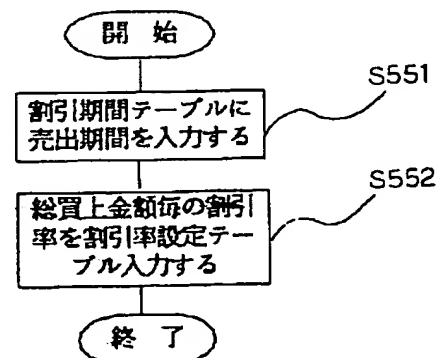 開 始
割引期間テーブルに
売出期間を入力する
S551
総買上金額毎の割引
率を割引率設定テー
ブル入力する
S552
終 了